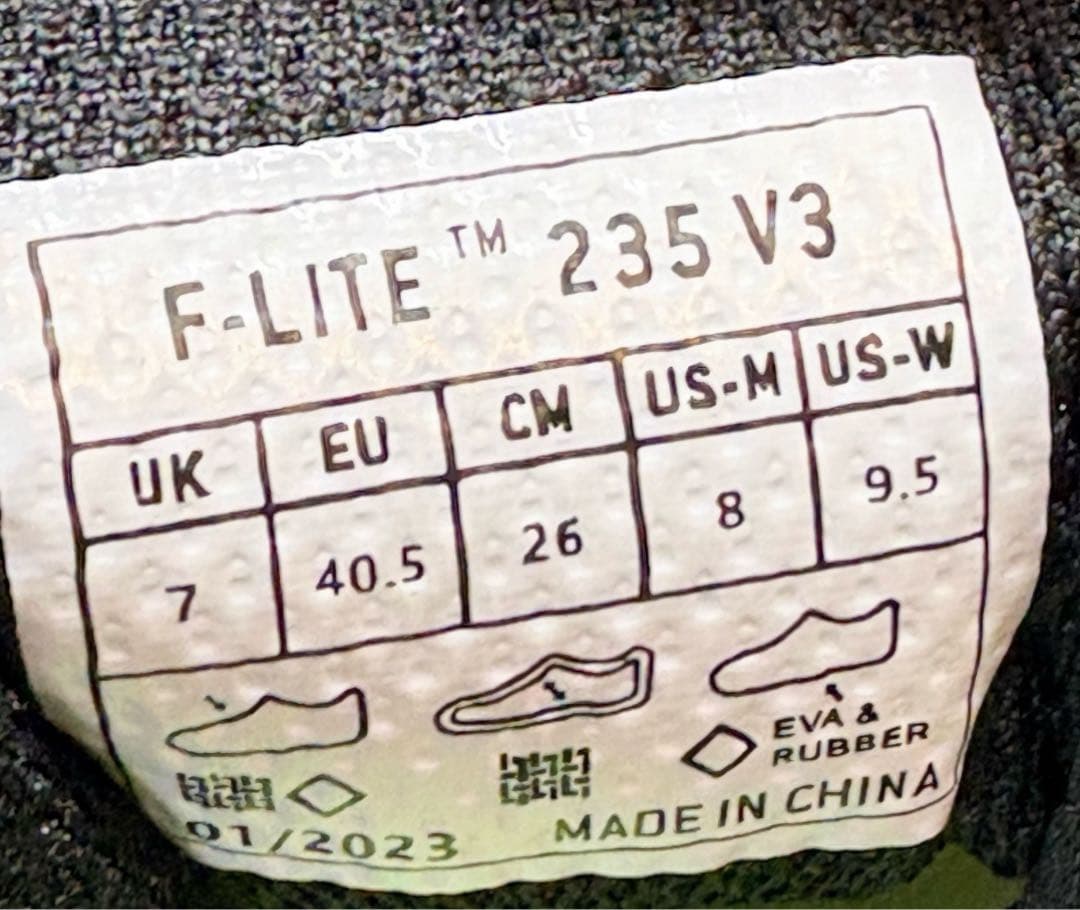 F-LITE™ 235 V3
UK EU CM US-M US-W
7 40.5 26 8 9.5
EVA &
RUBBER
01/2023 MADE IN CHINA